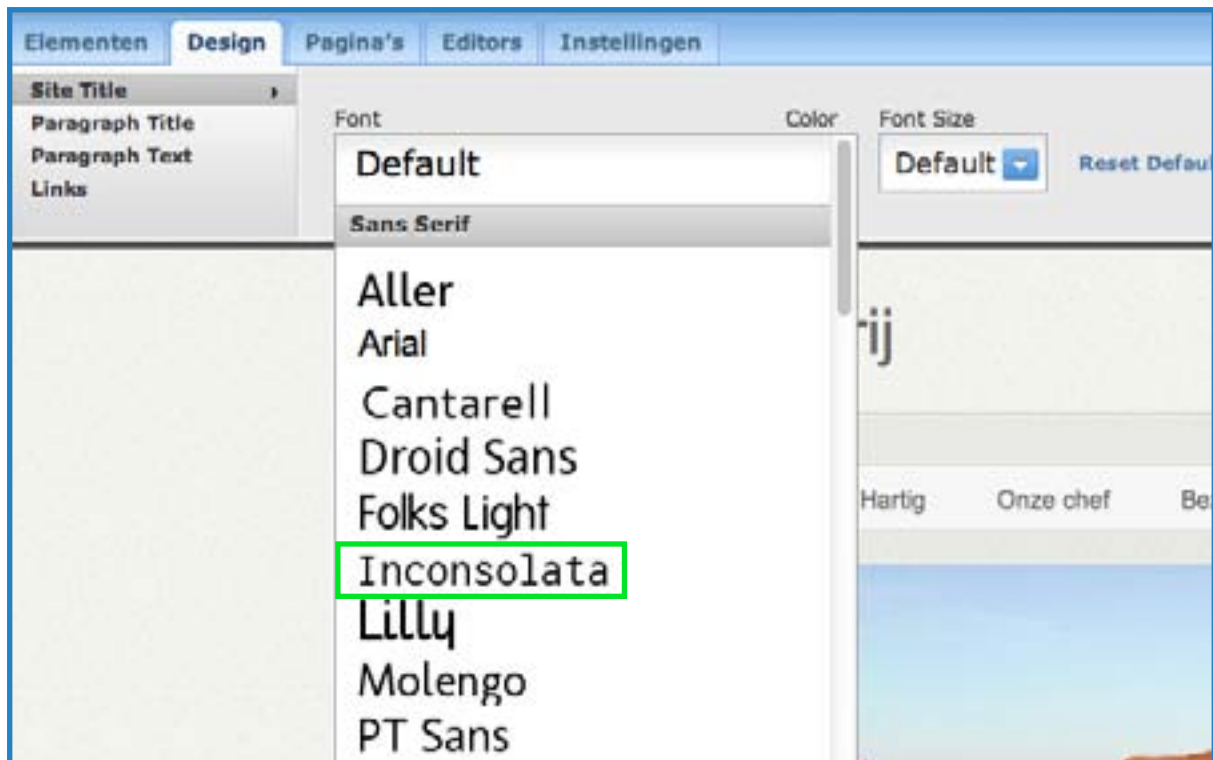 Elementen Design Pagina's Editors Instellingen
Site Title
Paragraph Title
Paragraph Text
Links
Font Color Font Size
Default
Default
Reset
Sans Serif
Aller
Arial
Cantarell
Droid Sans
Folks Light
Inconsolata
Lilly
Molengo
PT Sans
Hartig Onze chef